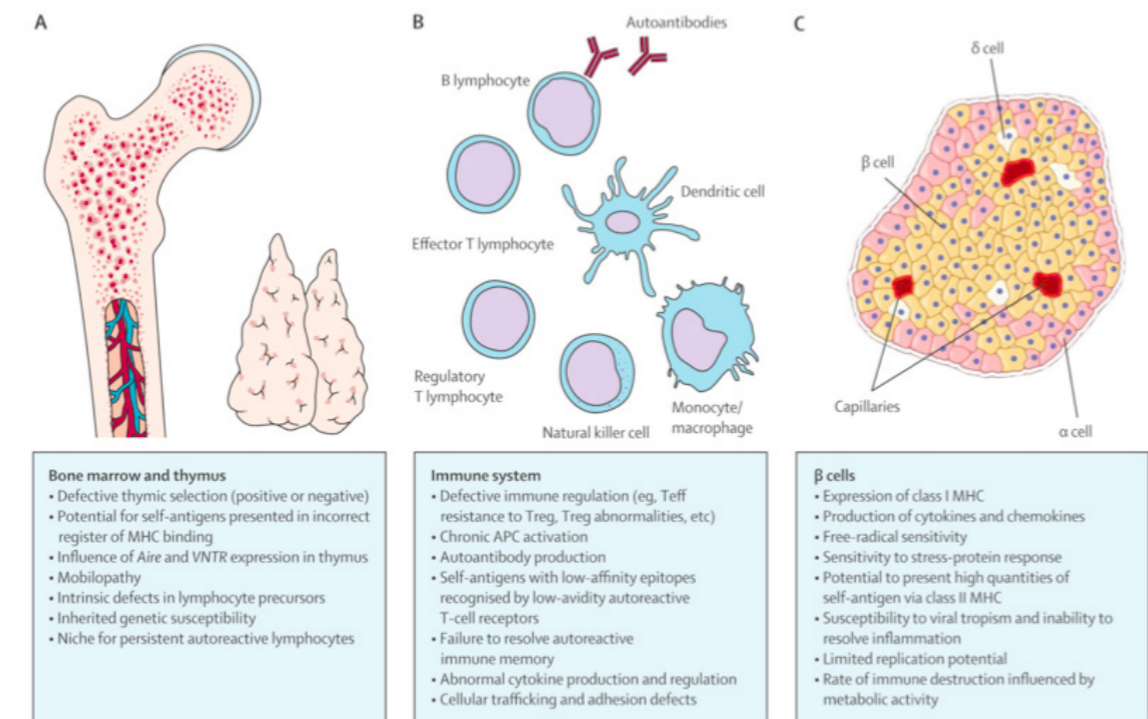 A
B
C
Autoantibodies
B lymphocyte
Effector T lymphocyte
Dendritic cell
Regulatory
T lymphocyte
Natural killer cell
Monocyte/
macrophage
δ cell
β cell
Capillaries
α cell
Bone marrow and thymus
• Defective thymic selection (positive or negative)
• Potential for self-antigens presented in incorrect
register of MHC binding
• Influence of Aire and VNTR expression in thymus
• Mobilopathy
• Intrinsic defects in lymphocyte precursors
• Inherited genetic susceptibility
• Niche for persistent autoreactive lymphocytes
Immune system
• Defective immune regulation (eg, Teff
resistance to Treg, Treg abnormalities, etc)
• Chronic APC activation
• Autoantibody production
• Self-antigens with low-affinity epitopes
recognised by low-avidity autoreactive
T-cell receptors
• Failure to resolve autoreactive
immune memory
• Abnormal cytokine production and regulation
• Cellular trafficking and adhesion defects
β cells
• Expression of class I MHC
• Production of cytokines and chemokines
• Free-radical sensitivity
• Sensitivity to stress-protein response
• Potential to present high quantities of
self-antigen via class II MHC
• Susceptibility to viral tropism and inability to
resolve inflammation
• Limited replication potential
• Rate of immune destruction influenced by
metabolic activity